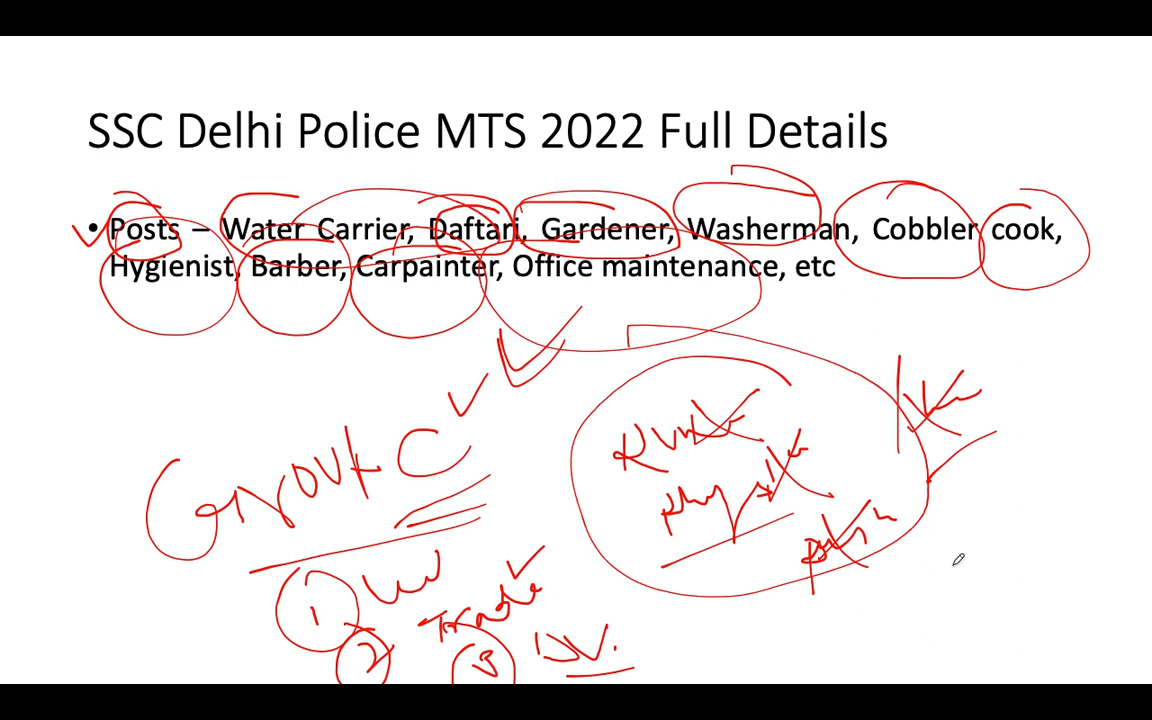 SSC Delhi Police MTS 2022 Full Details
• Posts – Water Carrier, Daftari, Gardener, Washerman, Cobbler cook,
Hygienist, Barber, Carpainter, Office maintenance, etc
Group C
1 W
2 Trade
3 DV.